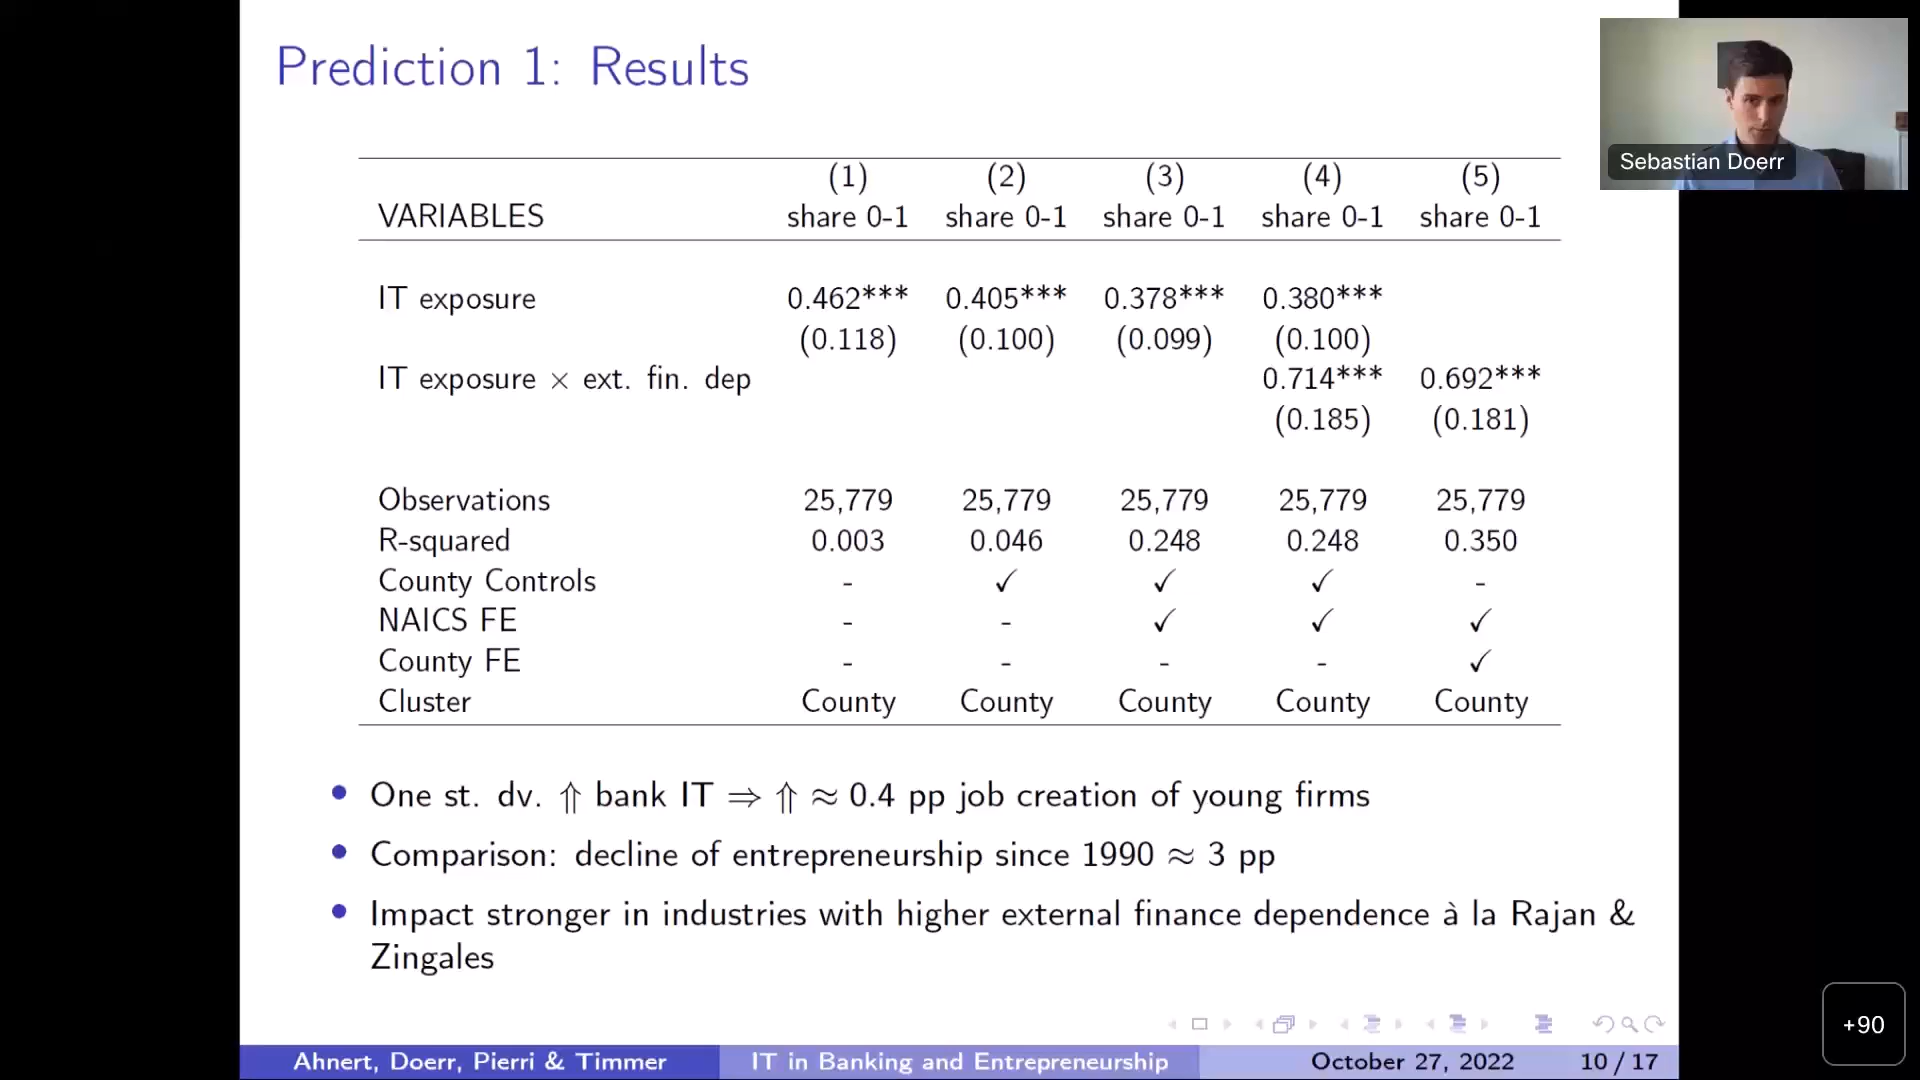 Prediction 1: Results
Sebastian Doerr
(1) (2) (3) (4) (5)
VARIABLES share 0-1 share 0-1 share 0-1 share 0-1 share 0-1
IT exposure 0.462*** 0.405*** 0.378*** 0.380***
(0.118) (0.100) (0.099) (0.100)
IT exposure × ext. fin. dep 0.714*** 0.692***
(0.185) (0.181)
Observations 25,779 25,779 25,779 25,779 25,779
R-squared 0.003 0.046 0.248 0.248 0.350
County Controls - ✓ ✓ ✓ -
NAICS FE - - ✓ ✓ ✓
County FE - - - - ✓
Cluster County County County County County
• One st. dv. ⇑ bank IT ⇒ ⇑ ≈ 0.4 pp job creation of young firms
• Comparison: decline of entrepreneurship since 1990 ≈ 3 pp
• Impact stronger in industries with higher external finance dependence à la Rajan &
Zingales
+90
Ahnert, Doerr, Pierri & Timmer IT in Banking and Entrepreneurship October 27, 2022 10 / 17